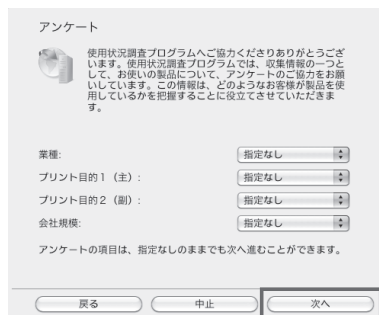 アンケート
使用状況調査プログラムへご協力くださりありがとうござ
います。使用状況調査プログラムでは、収集情報の一つと
して、お使いの製品について、アンケートのご協力をお願
いしています。この情報は、どのようなお客様が製品を使
用しているかを把握することに役立てさせていただきま
す。
業種: 指定なし
プリント目的1（主）: 指定なし
プリント目的2（副）: 指定なし
会社規模: 指定なし
アンケートの項目は、指定なしのままでも次へ進むことができます。
戻る 中止 次へ